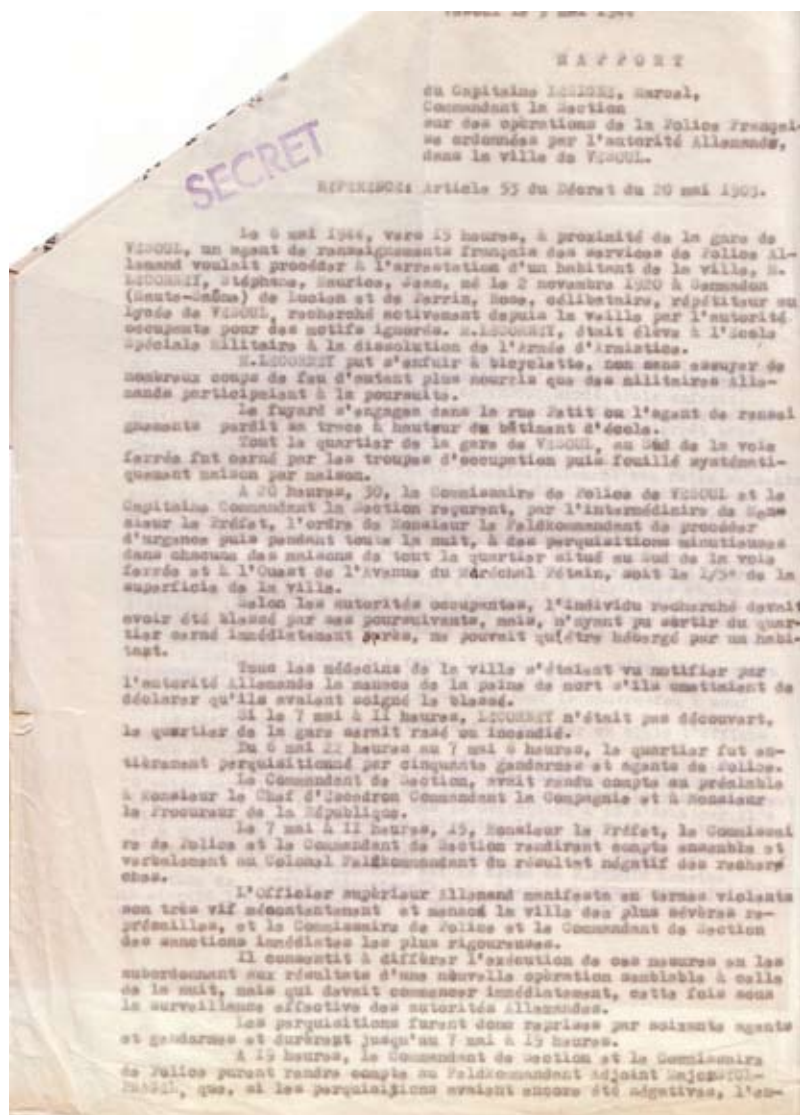 RAPPORT
du Capitaine Marcel,
Commandant la Section
sur des opérations de la Police Françai-
se ordonnées par l'autorité Allemande,
dans la ville de VESOUL.
SECRET
REFERENCE: Article 53 du Décret du 20 mai 1903.
Le 6 mai 1944, vers 15 heures, à proximité de la gare de
VESOUL, un agent de renseignements français des services de Police Al-
lemand voulait procéder à l'arrestation d'un habitant de la ville, M.
LECORNEY, Stéphane, Maurice, Jean, né le 2 novembre 1920 à
(Haute-Saône) de Lucien et de Perrin, Rose, célibataire, répétiteur au
lycée de VESOUL, recherché activement depuis la veille par l'autorité
occupante pour des motifs ignorés. M.LECORNEY, était élève à l'Ecole
Spéciale Militaire à la dissolution de l'Armée d'Armistice.
M.LECORNEY put s'enfuir à bicyclette, non sans essuyer de
nombreux coups de feu d'autant plus nourris que des militaires Alle-
mands participaient à la poursuite.
Le fuyard s'engagea dans la rue Petit ou l'agent de rensei
gnements perdit sa trace à hauteur du bâtiment d'école.
Tout le quartier de la gare de VESOUL, au Sud de la voie
ferrée fut cerné par les troupes d'occupation puis fouillé systémati-
quement maison par maison.
A 20 heures, 30, le Commissaire de Police de VESOUL et le
Capitaine Commandant la Section reçurent, par l'intermédiaire de Mon-
sieur le Préfet, l'ordre de Monsieur le Feldkommandant de procéder
d'urgence puis pendant toute la nuit, à des perquisitions minutieuses
dans chacune des maisons de tout le quartier situé au Sud de la voie
ferrée et à l'Ouest de l'Avenue du Maréchal Pétain, soit le 1/5° de la
superficie de la ville.
Selon les autorités occupantes, l'individu recherché devait
avoir été blessé par ses poursuivants, mais, n'ayant pu sortir du quar-
tier cerné immédiatement après, ne pouvait qu'être hébergé par un habi-
tant.
Tous les médecins de la ville s'étaient vu notifier par
l'autorité Allemande la menace de la peine de mort s'ils omettaient de
déclarer qu'ils avaient soigné le blessé.
Si le 7 mai à II heures, LECORNEY n'était pas découvert,
le quartier de la gare serait rasé ou incendié.
Du 6 mai 22 heures au 7 mai 6 heures, le quartier fut en-
tièrement perquisitionné par cinquante gendarmes et agents de Police.
Le Commandant de Section, avait rendu compte au préalable
à Monsieur le Chef d'Escadron Commandant la Compagnie et à Monsieur
le Procureur de la République.
Le 7 mai à II heures, 15, Monsieur le Préfet, le Commissai
re de Police et le Commandant de Section rendirent compte ensemble et
verbalement au Colonel Feldkommandant du résultat négatif des recher
ches.
L'Officier supérieur Allemand manifesta en termes violents
son très vif mécontentement et menaça la ville des plus sévères re-
présailles, et le Commissaire de Police et le Commandant de Section
des sanctions immédiates les plus rigoureuses.
Il consentit à différer l'exécution de ces mesures en les
subordonnant aux résultats d'une nouvelle opération semblable à celle
de la nuit, mais qui devait commencer immédiatement, cette fois sous
la surveillance effective des autorités Allemandes.
Les perquisitions furent donc reprises par soixante agents
et gendarmes et durèrent jusqu'au 7 mai à 19 heures.
A 19 heures, le Commandant de Section et le Commissaire
de Police purent rendre compte au Feldkommandant Adjoint
que, si les perquisitions avaient encore été négatives, l'en-